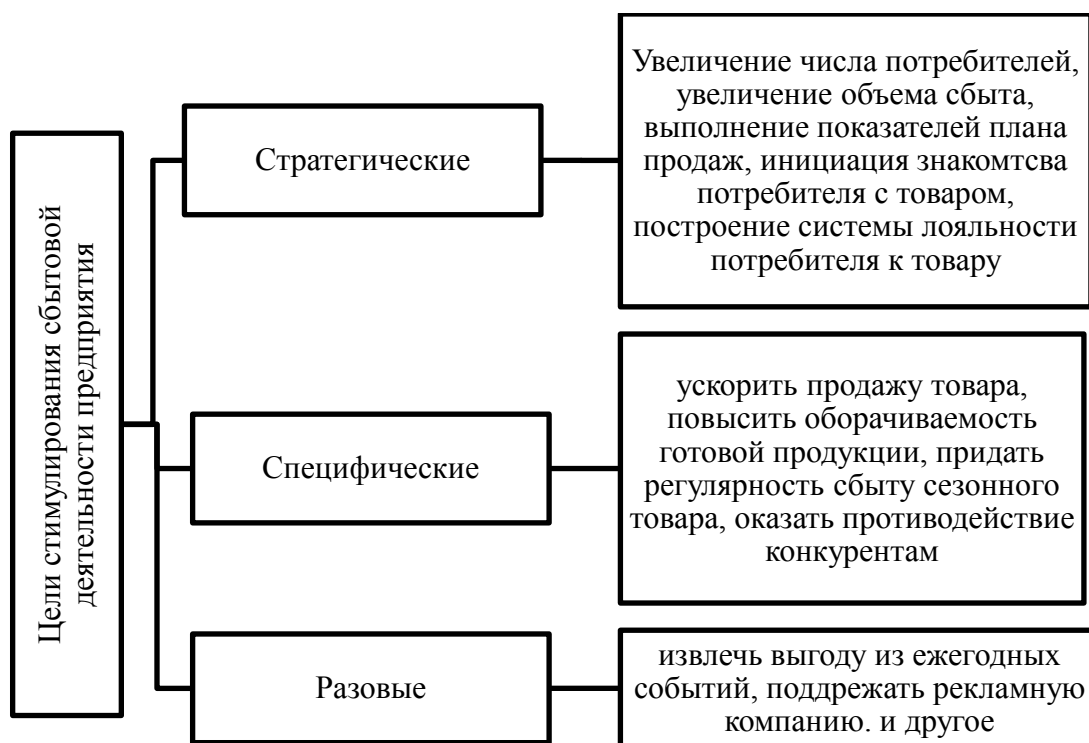 Цели стимулирования сбытовой
деятельности предприятия
Стратегические
Увеличение числа потребителей,
увеличение объема сбыта,
выполнение показателей плана
продаж, инициация знакомтсва
потребителя с товаром,
построение системы лояльности
потребителя к товару
Специфические
ускорить продажу товара,
повысить оборачиваемость
готовой продукции, придать
регулярность сбыту сезонного
товара, оказать противодействие
конкурентам
Разовые
извлечь выгоду из ежегодных
событий, поддрежать рекламную
компанию. и другое